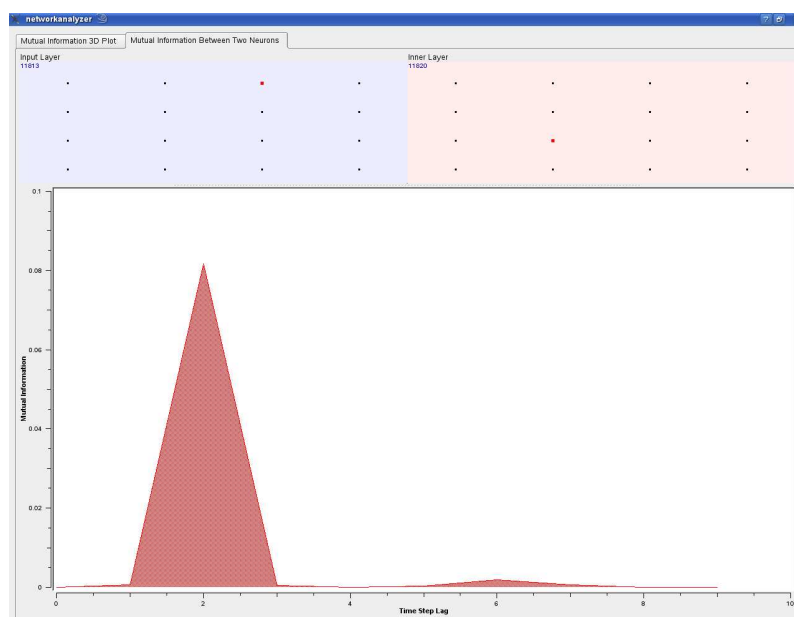 networkanalyzer
Mutual Information 3D Plot
Mutual Information Between Two Neurons
Input Layer
11813
Inner Layer
11820
0.1
0.08
0.06
0.04
0.02
0
Mutual Information
0 2 4 6 8 10
Time Step Lag